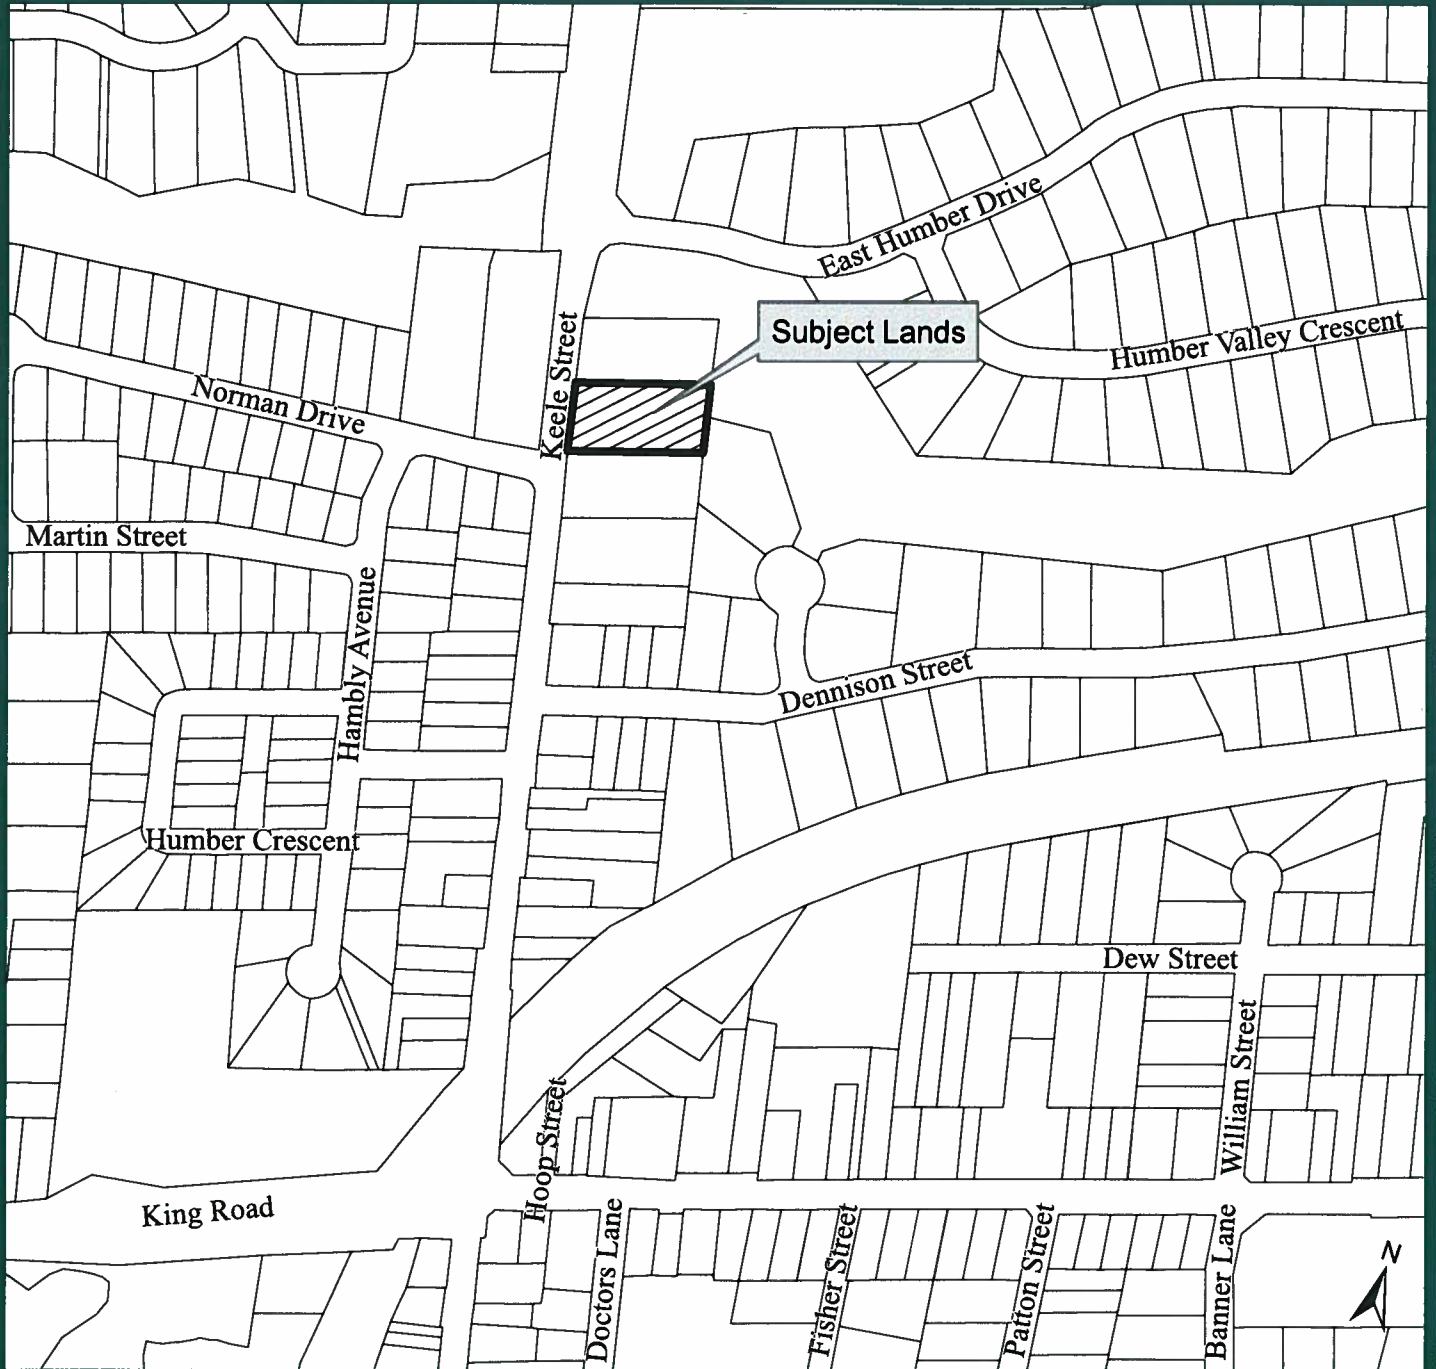 East Humber Drive
Subject Lands
Humber Valley Crescent
Keele Street
Norman Drive
Martin Street
Hambly Avenue
Dennison Street
Humber Crescent
Dew Street
William Street
Hoop Street
King Road
Doctors Lane
Fisher Street
Patton Street
Banner Lane
N